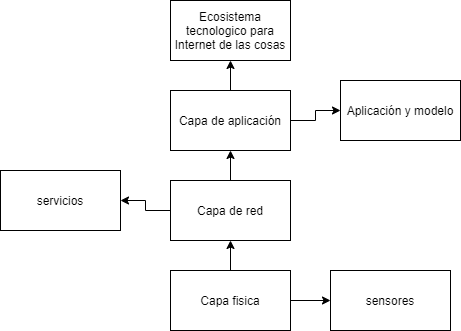 Ecosistema
tecnologico para
Internet de las cosas
Capa de aplicación
Aplicación y modelo
servicios
Capa de red
Capa fisica
sensores